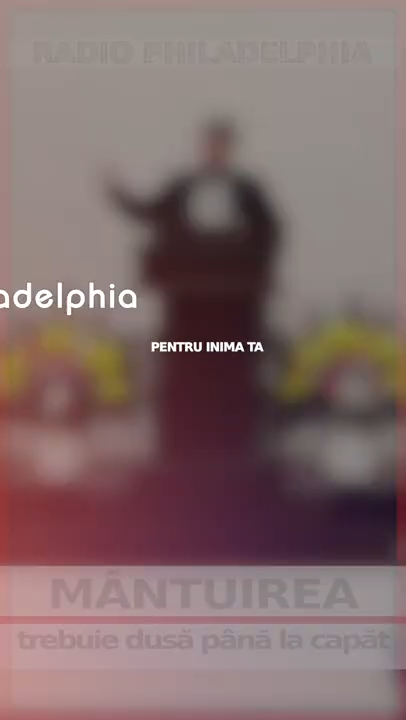 RADIO PHILADELPHIA
adelphia
PENTRU INIMA TA
MÂNTUIREA
trebuie dusă până la capăt